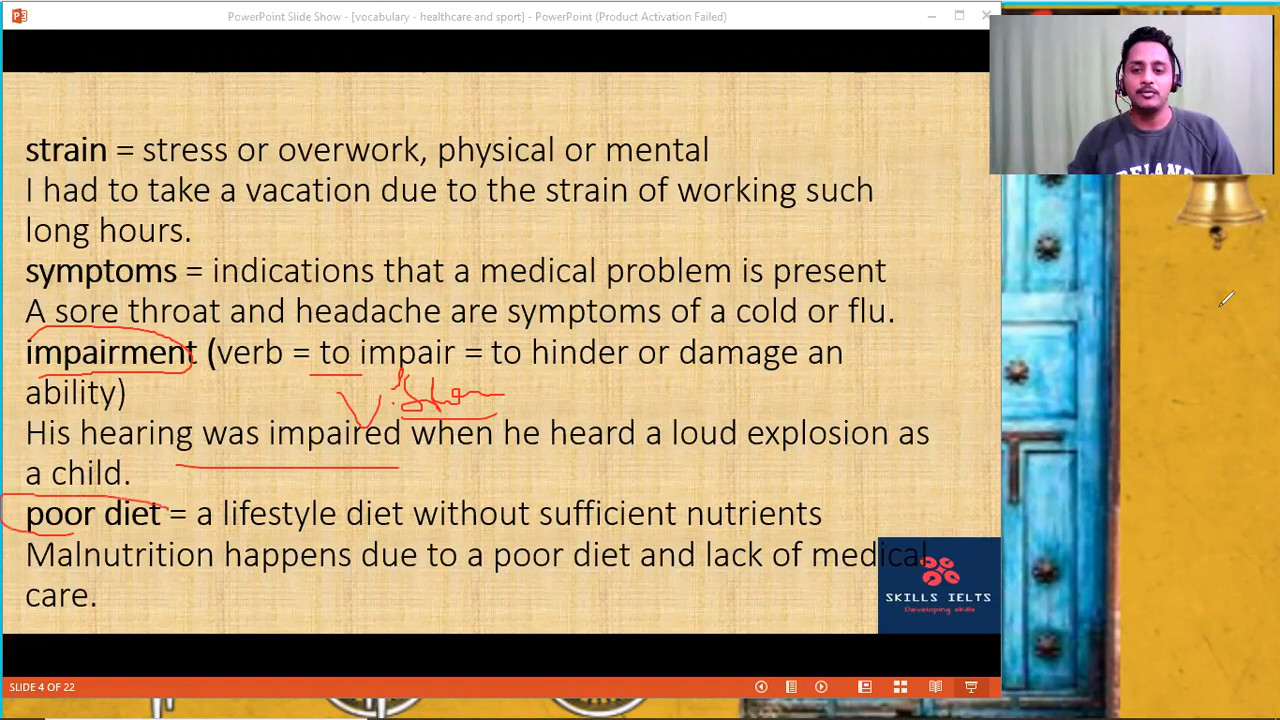 PowerPoint Slide Show - [vocabulary - healthcare and sport] - PowerPoint (Product Activation Failed)
strain = stress or overwork, physical or mental
I had to take a vacation due to the strain of working such
long hours.
symptoms = indications that a medical problem is present
A sore throat and headache are symptoms of a cold or flu.
impairment (verb = to impair = to hinder or damage an
ability)
His hearing was impaired when he heard a loud explosion as
a child.
poor diet = a lifestyle diet without sufficient nutrients
Malnutrition happens due to a poor diet and lack of medical
care.
SKILLS IELTS
Developing skills
SLIDE 4 OF 22